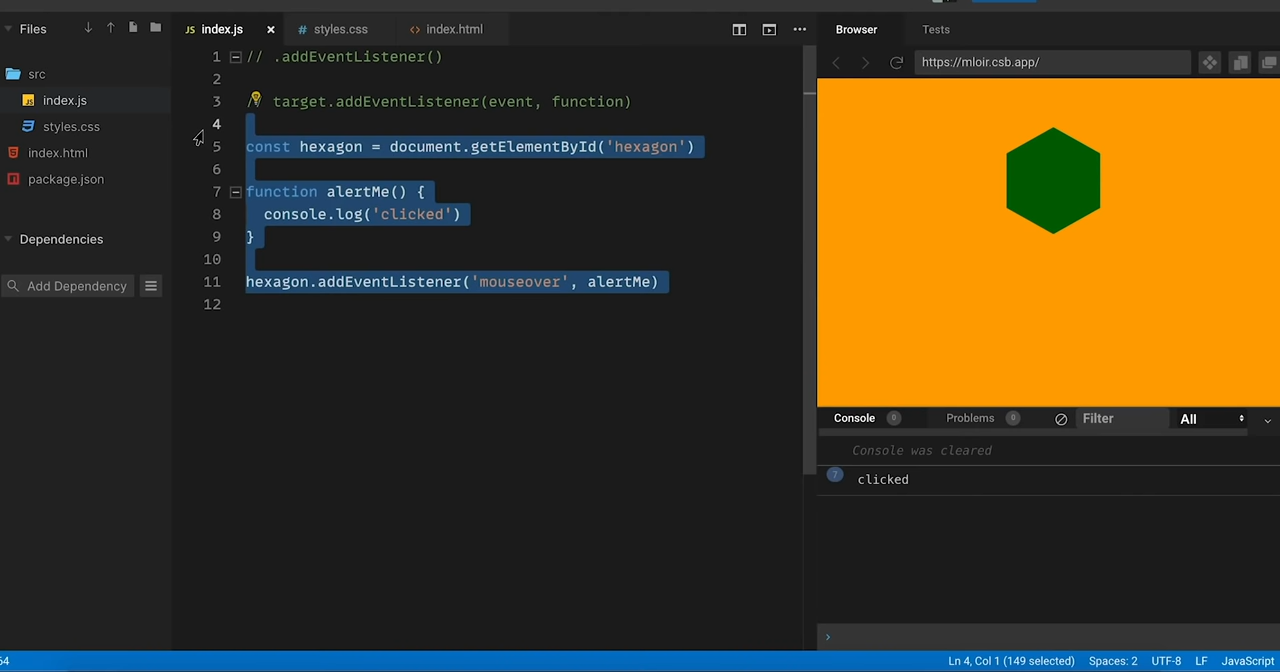 Files
src
index.js
styles.css
index.html
package.json
Dependencies
Add Dependency
JS index.js × # styles.css <> index.html
1 // .addEventListener()
2
3 // target.addEventListener(event, function)
4
5 const hexagon = document.getElementById('hexagon')
6
7 function alertMe() {
8 console.log('clicked')
9 }
10
11 hexagon.addEventListener('mouseover', alertMe)
12
Browser Tests
https://mloir.csb.app/
Console 0 Problems 0 Filter All
Console was cleared
7 clicked
›
64 Ln 4, Col 1 (149 selected) Spaces: 2 UTF-8 LF JavaScript